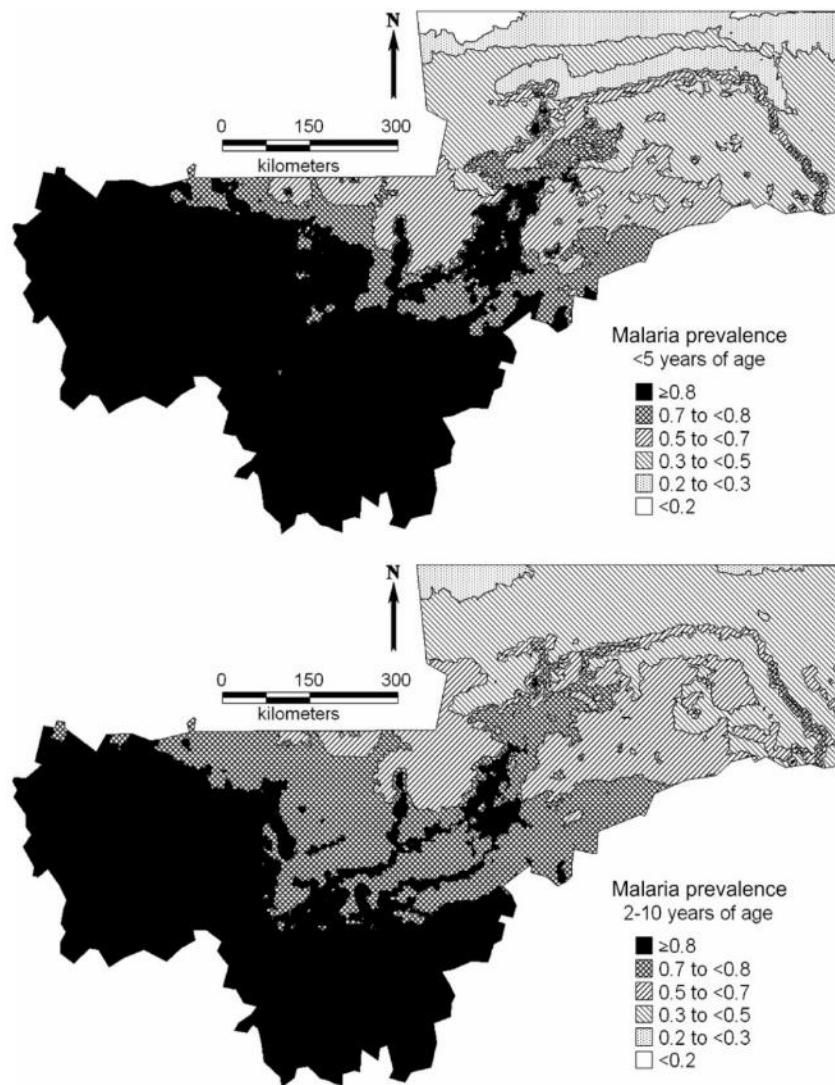 N
0 150 300
kilometers
Malaria prevalence
<5 years of age
≥0.8
0.7 to <0.8
0.5 to <0.7
0.3 to <0.5
0.2 to <0.3
<0.2
N
0 150 300
kilometers
Malaria prevalence
2-10 years of age
≥0.8
0.7 to <0.8
0.5 to <0.7
0.3 to <0.5
0.2 to <0.3
<0.2